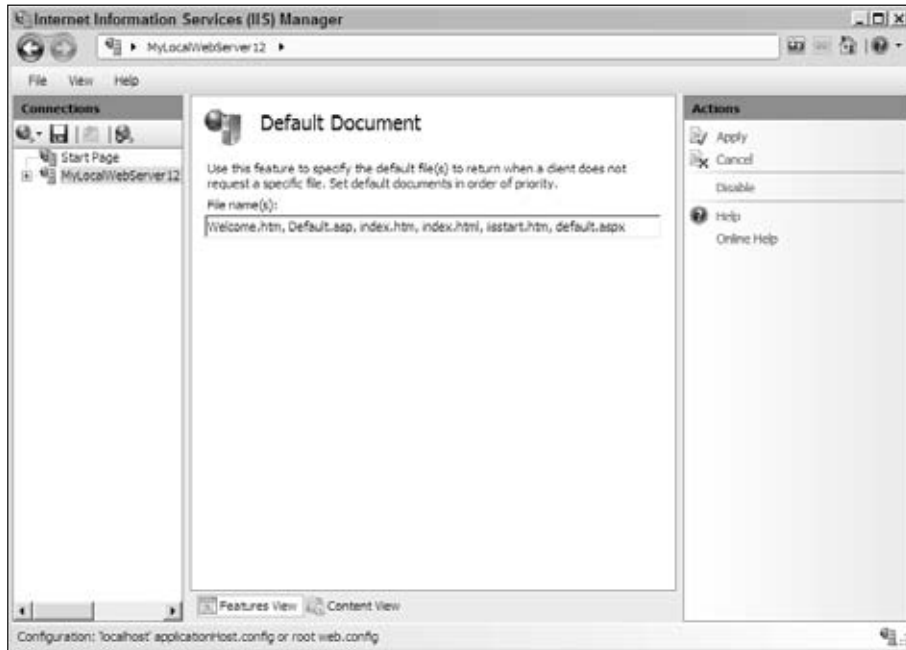 Internet Information Services (IIS) Manager
MyLocalWebServer12
File View Help
Connections
Start Page
MyLocalWebServer12
Default Document
Use this feature to specify the default file(s) to return when a client does not
request a specific file. Set default documents in order of priority.
File name(s):
Welcome.htm, Default.asp, index.htm, index.html, isstart.htm, default.aspx
Features View Content View
Actions
Apply
Cancel
Disable
Help
Online Help
Configuration: 'localhost' applicationHost.config or root web.config